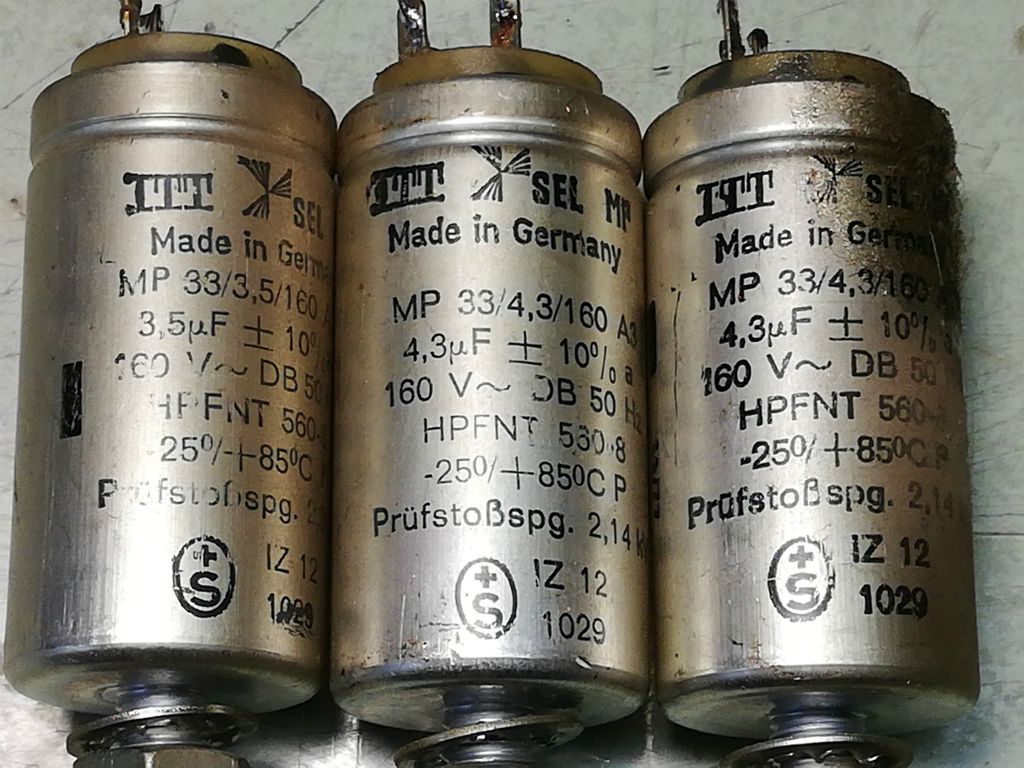 ITT SEL
Made in Germa
MP 33/3,5/160
3,5µF ± 10%
160 V~ DB 50
HPFNT 560-
-25⁰/+85⁰C
Prüfstoßspg.
+S
IZ 12
1029
ITT SEL MP
Made in Germany
MP 33/4,3/160 A3
4,3µF ± 10% a
160 V~ DB 50 Hz
HPFNT 560-8
-25⁰/+85⁰C P
Prüfstoßspg. 2,14 k
+S
IZ 12
1029
ITT SEL
Made in Germa
MP 33/4,3/160
4,3µF ± 10%
160 V~ DB 50
HPFNT 560-
-25⁰/+85⁰C P
Prüfstoßspg. 2,14
+S
IZ 12
1029